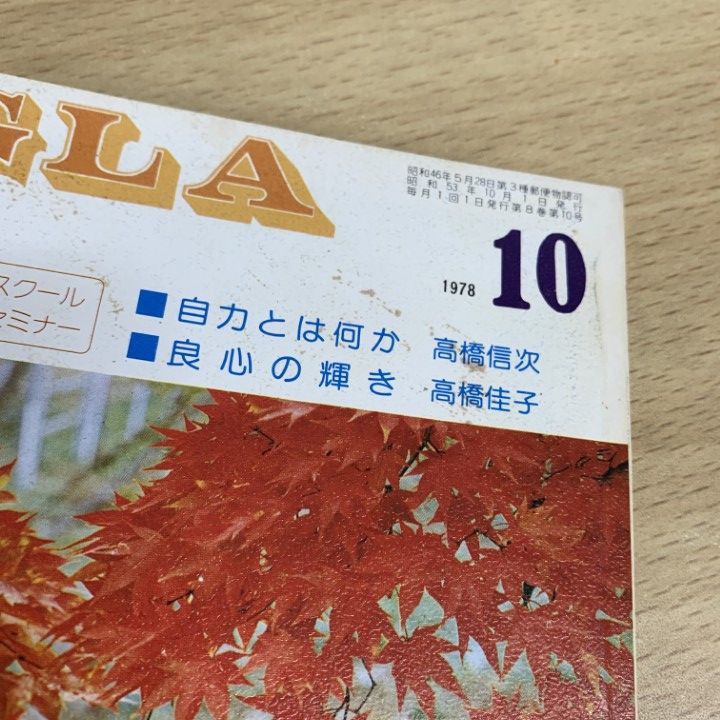 GLA
昭和46年5月28日第3種郵便物認可
昭和53年10月1日発行
毎月1回1日発行第8巻第10号
1978 10
スクール
セミナー
■自力とは何か 高橋信次
■良心の輝き 高橋佳子